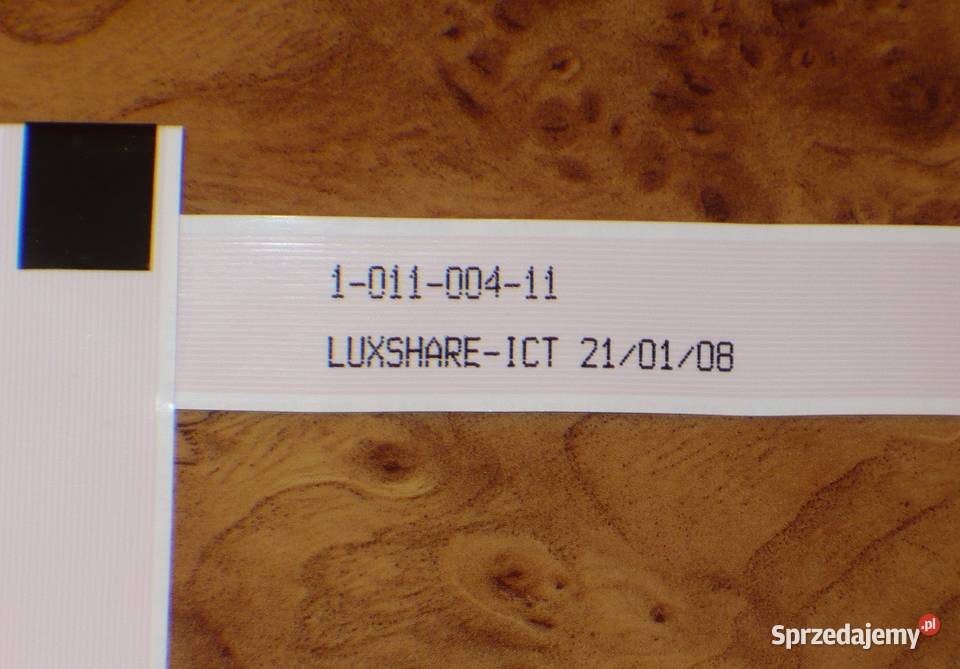 1-011-004-11
LUXSHARE-ICT 21/01/08
Sprzedajemy.pl